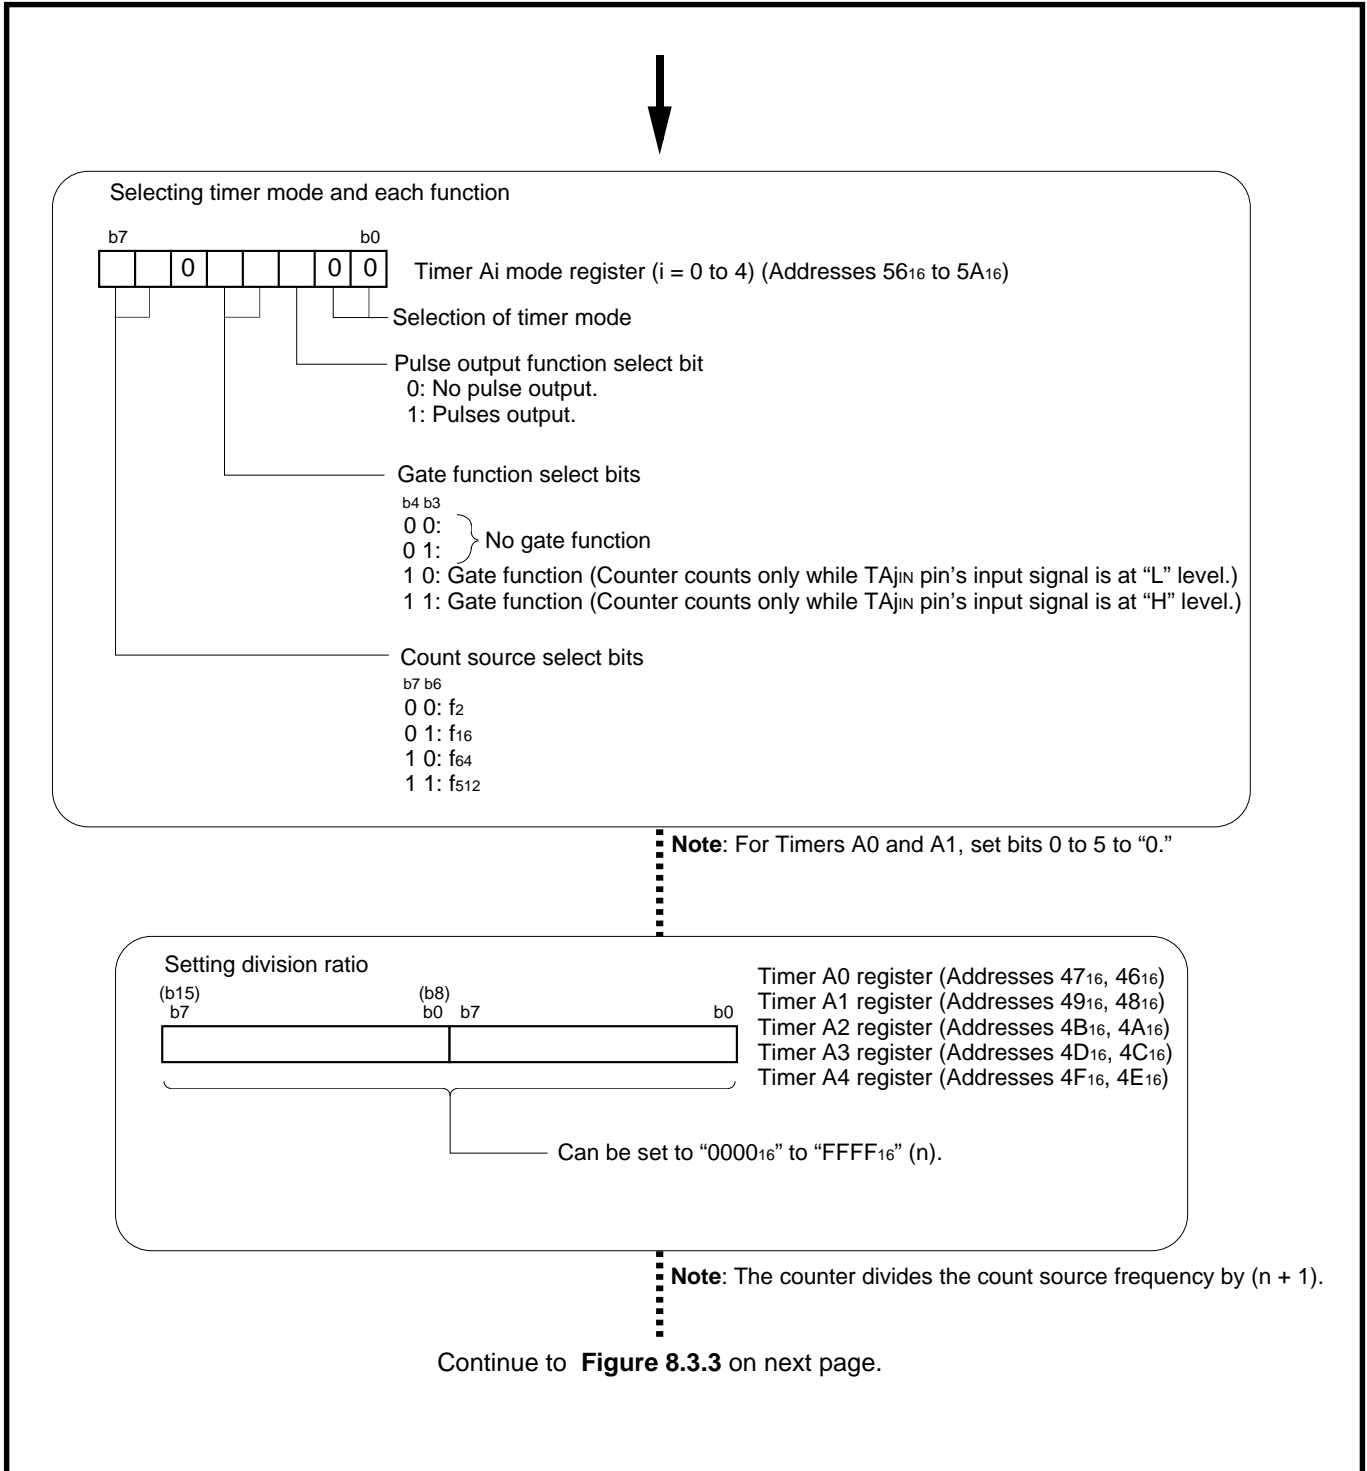 Selecting timer mode and each function
b7 b0
0 0 0 Timer Ai mode register (i = 0 to 4) (Addresses 5616 to 5A16)
Selection of timer mode
Pulse output function select bit
0: No pulse output.
1: Pulses output.
Gate function select bits
b4 b3
0 0:
0 1:
No gate function
1 0: Gate function (Counter counts only while TAjIN pin’s input signal is at “L” level.)
1 1: Gate function (Counter counts only while TAjIN pin’s input signal is at “H” level.)
Count source select bits
b7 b6
0 0: f2
0 1: f16
1 0: f64
1 1: f512
Note: For Timers A0 and A1, set bits 0 to 5 to “0.”
Setting division ratio
(b15) (b8)
b7 b0 b7 b0
Timer A0 register (Addresses 4716, 4616)
Timer A1 register (Addresses 4916, 4816)
Timer A2 register (Addresses 4B16, 4A16)
Timer A3 register (Addresses 4D16, 4C16)
Timer A4 register (Addresses 4F16, 4E16)
Can be set to “000016” to “FFFF16” (n).
Note: The counter divides the count source frequency by (n + 1).
Continue to Figure 8.3.3 on next page.